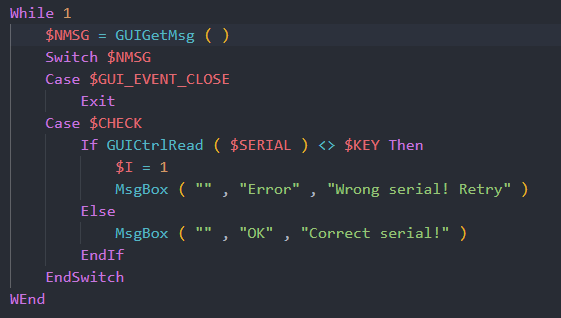 While 1
$NMSG = GUIGetMsg ( )
Switch $NMSG
Case $GUI_EVENT_CLOSE
Exit
Case $CHECK
If GUICtrlRead ( $SERIAL ) <> $KEY Then
$I = 1
MsgBox ( "" , "Error" , "Wrong serial! Retry" )
Else
MsgBox ( "" , "OK" , "Correct serial!" )
EndIf
EndSwitch
WEnd